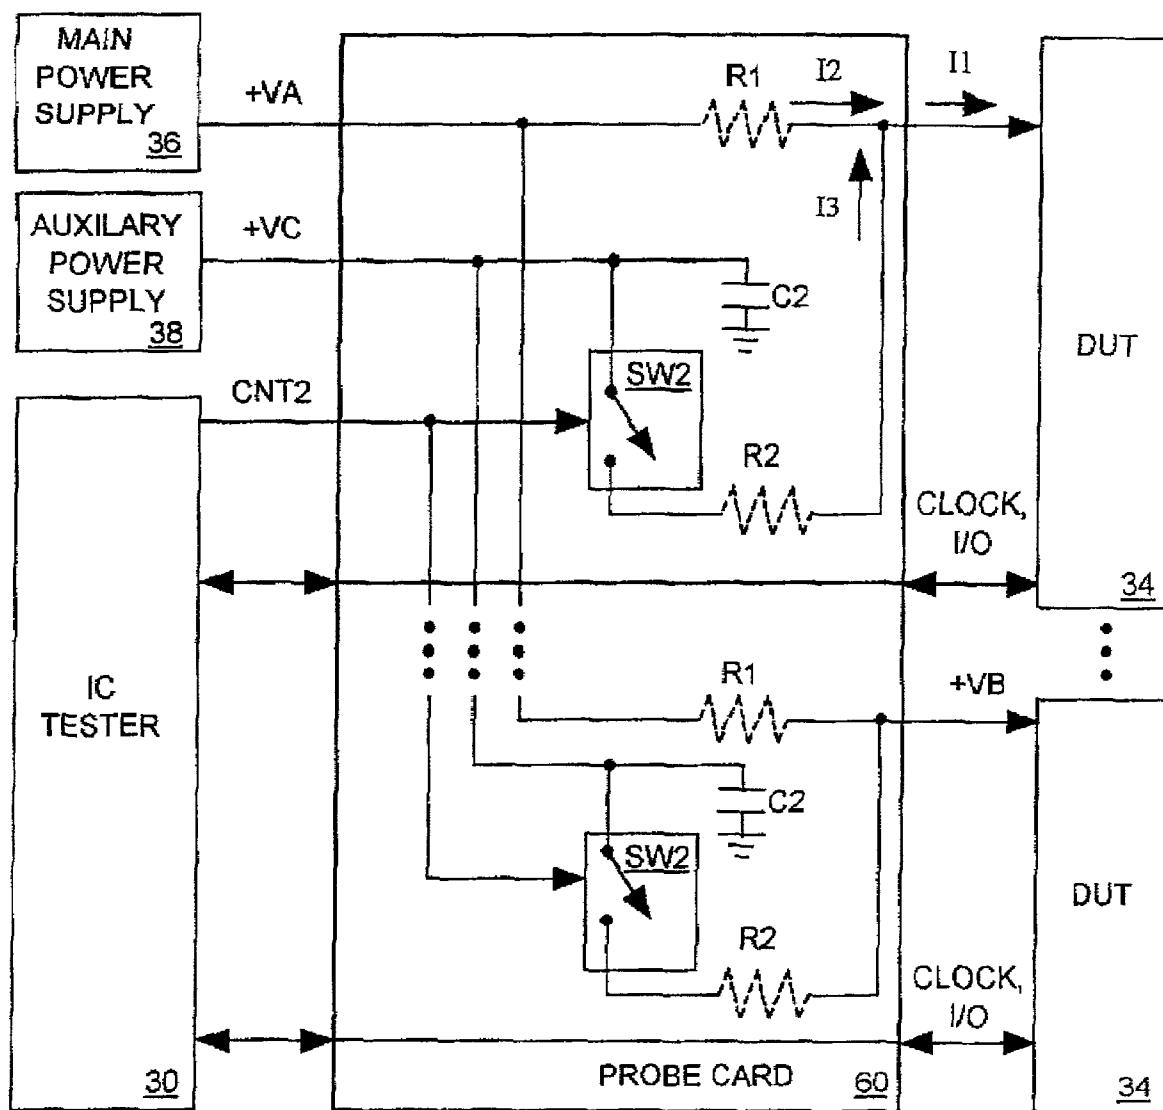 MAIN
POWER
SUPPLY
36
+VA
R1
I2
I1
I3
AUXILARY
POWER
SUPPLY
38
+VC
C2
SW2
CNT2
R2
DUT
CLOCK,
I/O
34
IC
TESTER
30
R1
+VB
C2
SW2
R2
DUT
CLOCK,
I/O
PROBE CARD
60
34